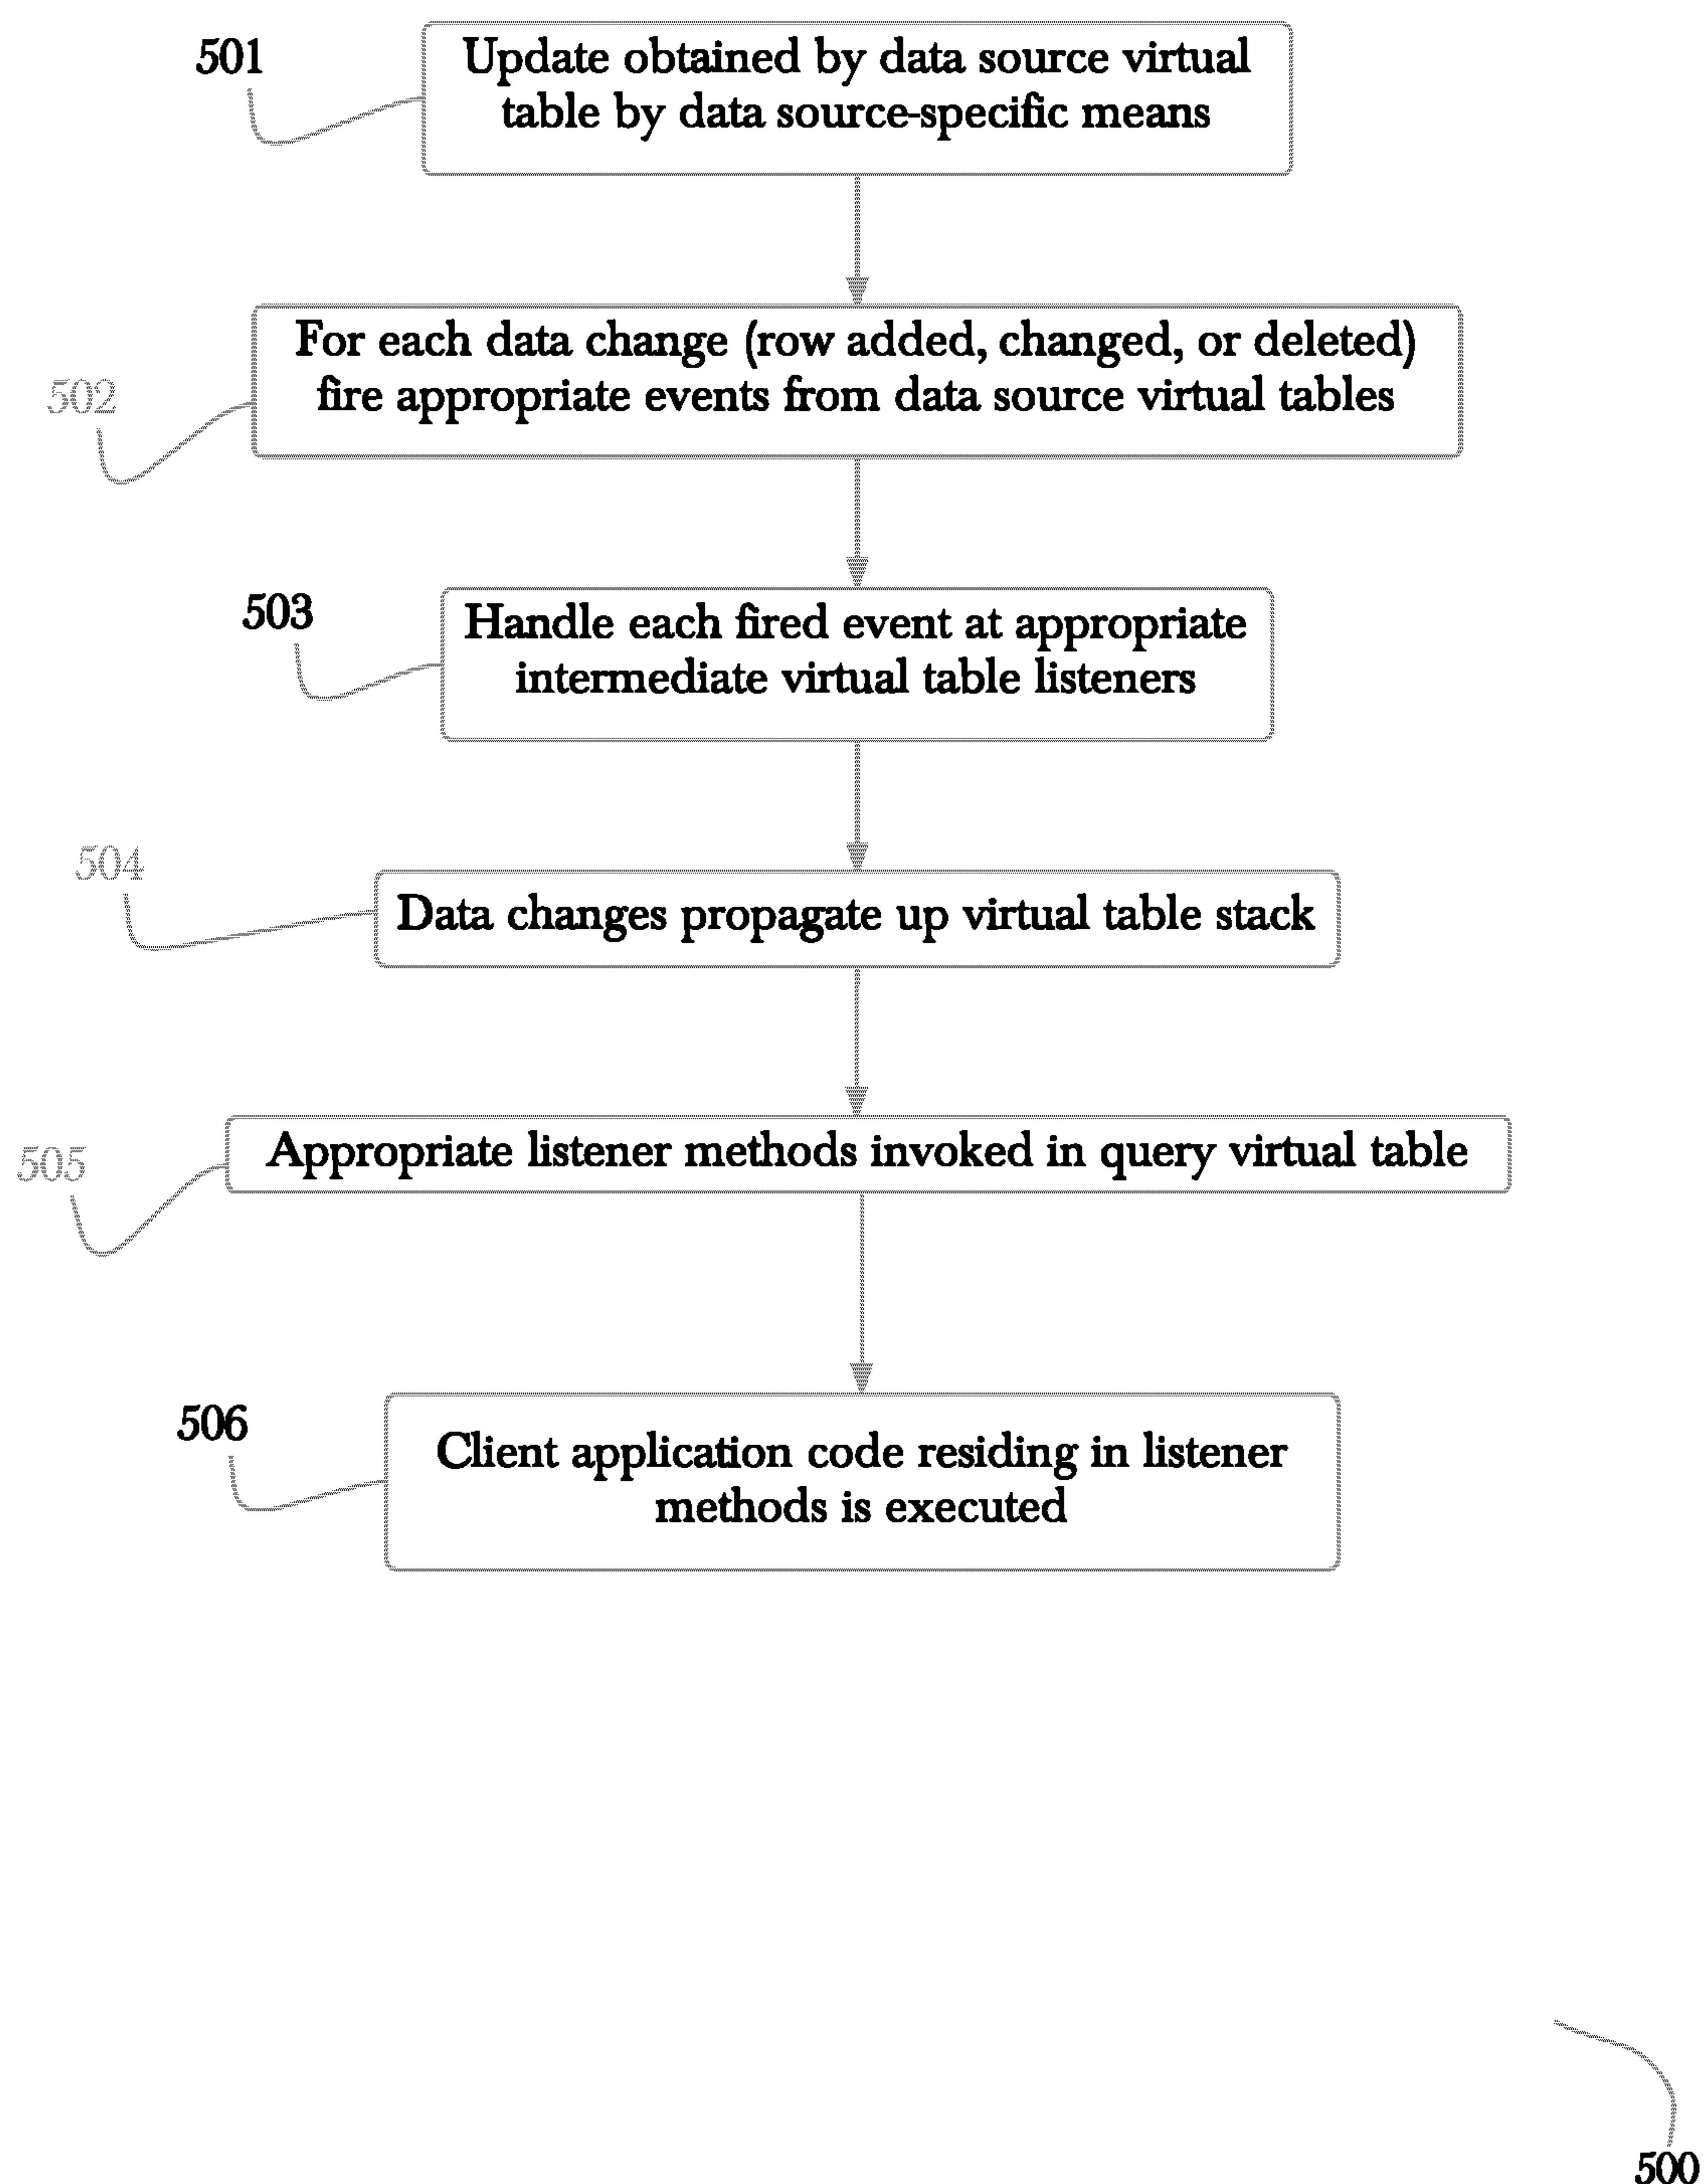 501
Update obtained by data source virtual
table by data source-specific means
For each data change (row added, changed, or deleted)
fire appropriate events from data source virtual tables
502
503
Handle each fired event at appropriate
intermediate virtual table listeners
504
Data changes propagate up virtual table stack
505
Appropriate listener methods invoked in query virtual table
506
Client application code residing in listener
methods is executed
500